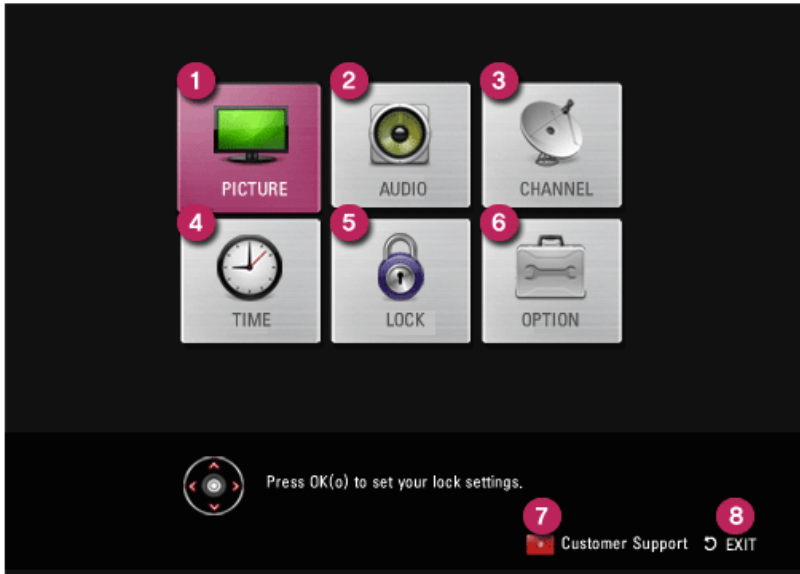 1 2 3
PICTURE AUDIO CHANNEL
4 5 6
TIME LOCK OPTION
Press OK(o) to set your lock settings.
7 8
Customer Support EXIT